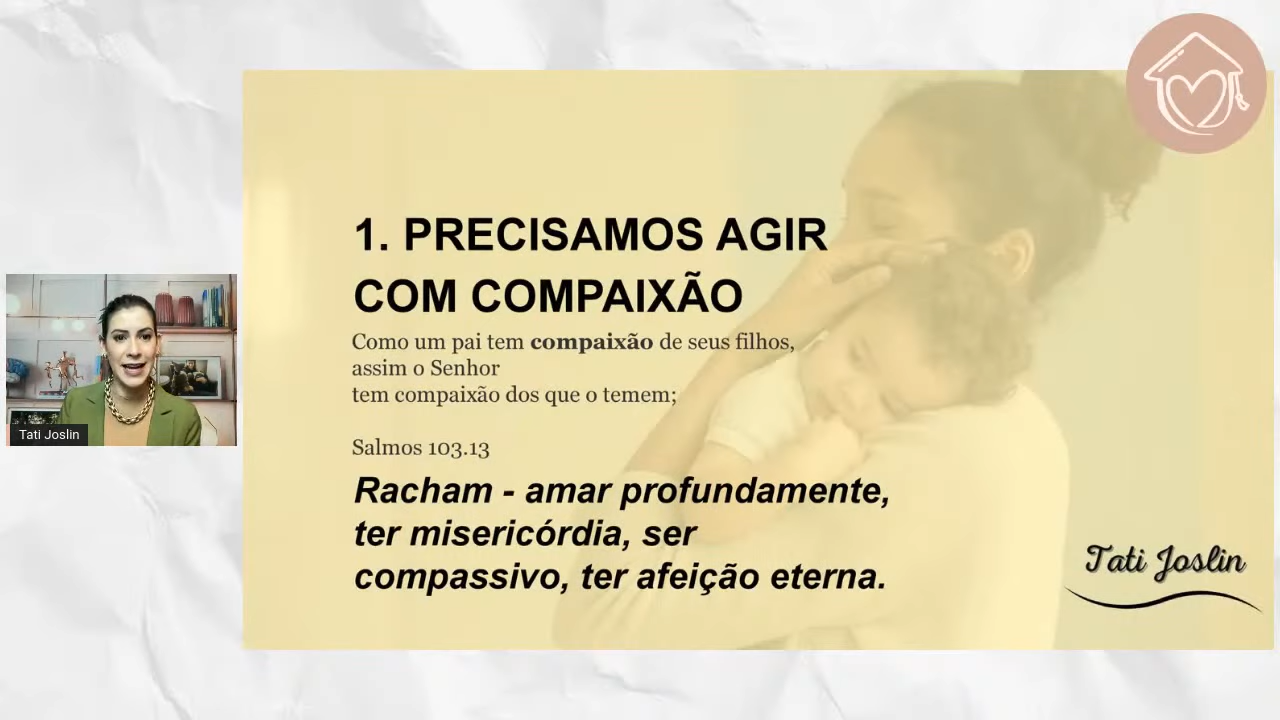 1. PRECISAMOS AGIR
COM COMPAIXÃO
Como um pai tem compaixão de seus filhos,
assim o Senhor
tem compaixão dos que o temem;
Salmos 103.13
Racham - amar profundamente,
ter misericórdia, ser
compassivo, ter afeição eterna.
Tati Joslin
Tati Joslin